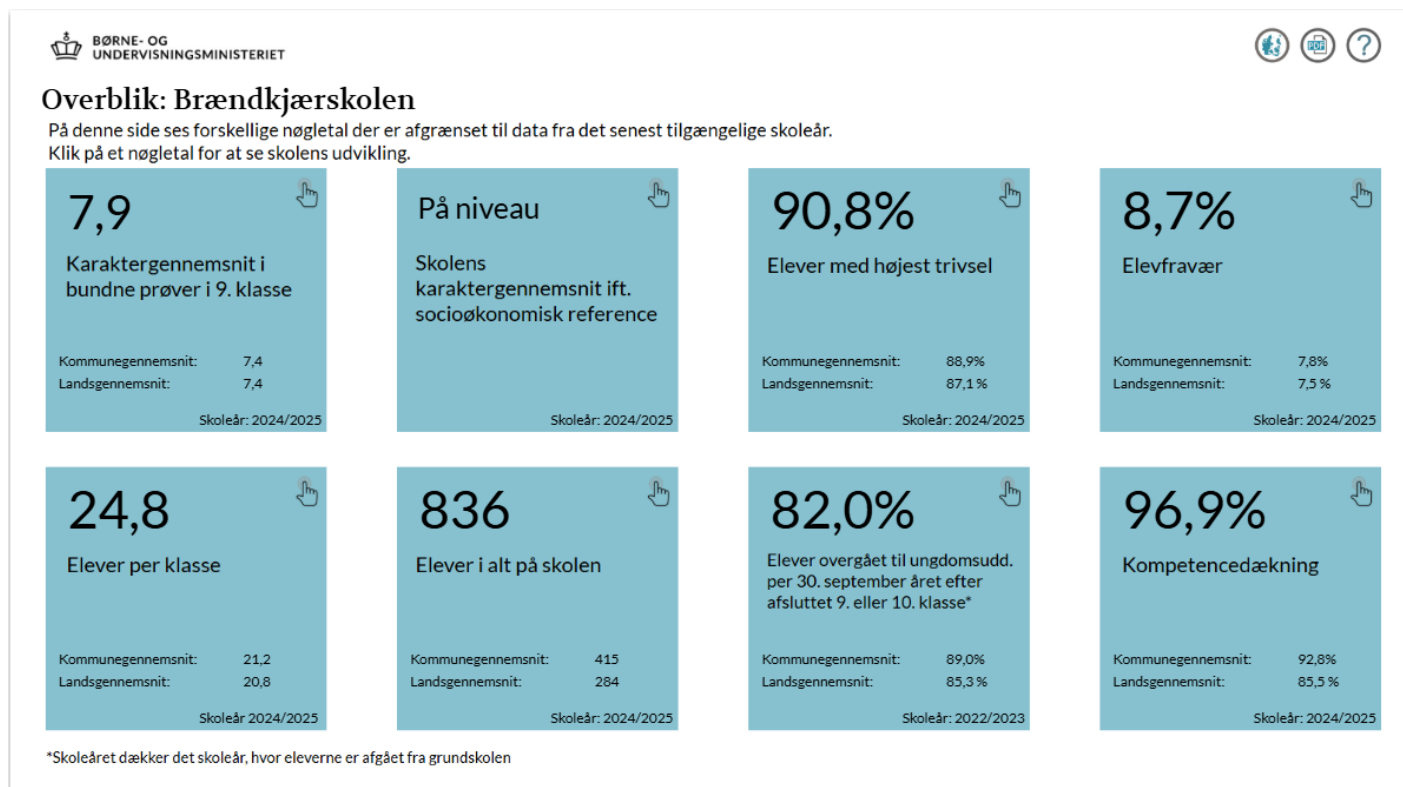 BØRNE- OG
UNDERVISNINGSMINISTERIET
PDF
?
Overblik: Brændkjærskolen
På denne side ses forskellige nøgletal der er afgrænset til data fra det senest tilgængelige skoleår.
Klik på et nøgletal for at se skolens udvikling.
7,9
Karaktergennemsnit i
bundne prøver i 9. klasse
Kommunegennemsnit: 7,4
Landsgennemsnit: 7,4
Skoleår: 2024/2025
På niveau
Skolens
karaktergennemsnit ift.
socioøkonomisk reference
Skoleår: 2024/2025
90,8%
Elever med højest trivsel
Kommunegennemsnit: 88,9%
Landsgennemsnit: 87,1 %
Skoleår: 2024/2025
8,7%
Elevfravær
Kommunegennemsnit: 7,8%
Landsgennemsnit: 7,5 %
Skoleår: 2024/2025
24,8
Elever per klasse
Kommunegennemsnit: 21,2
Landsgennemsnit: 20,8
Skoleår 2024/2025
836
Elever i alt på skolen
Kommunegennemsnit: 415
Landsgennemsnit: 284
Skoleår: 2024/2025
82,0%
Elever overgået til ungdomsudd.
per 30. september året efter
afsluttet 9. eller 10. klasse*
Kommunegennemsnit: 89,0%
Landsgennemsnit: 85,3 %
Skoleår: 2022/2023
96,9%
Kompetencedækning
Kommunegennemsnit: 92,8%
Landsgennemsnit: 85,5 %
Skoleår: 2024/2025
*Skoleåret dækker det skoleår, hvor eleverne er afgået fra grundskolen